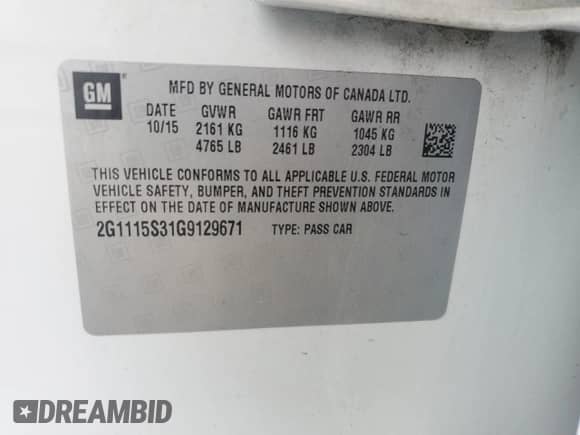 GM
MFD BY GENERAL MOTORS OF CANADA LTD.
DATE GVWR GAWR FRT GAWR RR
10/15 2161 KG 1116 KG 1045 KG
4765 LB 2461 LB 2304 LB
THIS VEHICLE CONFORMS TO ALL APPLICABLE U.S. FEDERAL MOTOR
VEHICLE SAFETY, BUMPER, AND THEFT PREVENTION STANDARDS IN
EFFECT ON THE DATE OF MANUFACTURE SHOWN ABOVE.
2G1115S31G9129671 TYPE: PASS CAR
DREAMBID